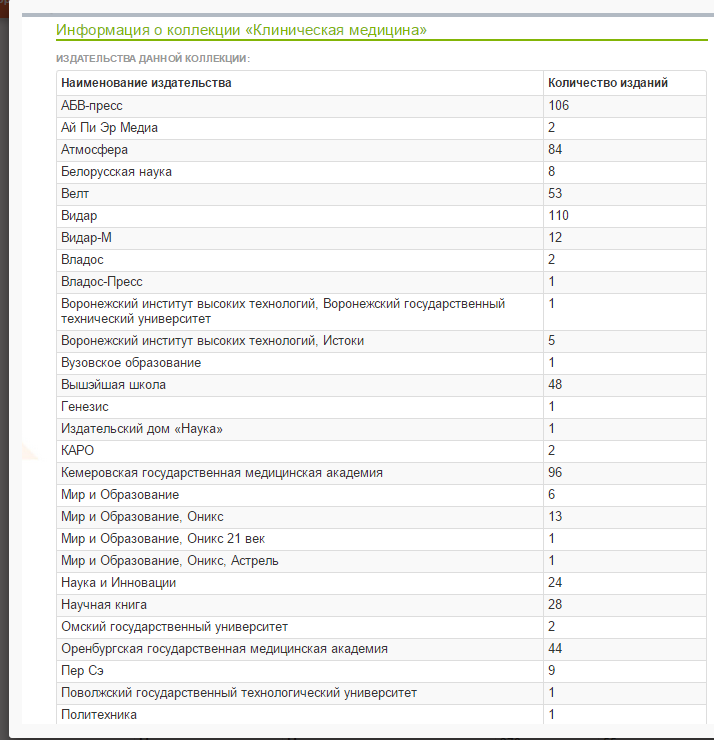 Информация о коллекции «Клиническая медицина»
ИЗДАТЕЛЬСТВА ДАННОЙ КОЛЛЕКЦИИ:
Наименование издательства Количество изданий
АБВ-пресс 106
Ай Пи Эр Медиа 2
Атмосфера 84
Белорусская наука 8
Велт 53
Видар 110
Видар-М 12
Владос 2
Владос-Пресс 1
Воронежский институт высоких технологий, Воронежский государственный 1
технический университет
Воронежский институт высоких технологий, Истоки 5
Вузовское образование 1
Вышэйшая школа 48
Генезис 1
Издательский дом «Наука» 1
КАРО 2
Кемеровская государственная медицинская академия 96
Мир и Образование 6
Мир и Образование, Оникс 13
Мир и Образование, Оникс 21 век 1
Мир и Образование, Оникс, Астрель 1
Наука и Инновации 24
Научная книга 28
Омский государственный университет 2
Оренбургская государственная медицинская академия 44
Пер Сэ 9
Поволжский государственный технологический университет 1
Политехника 1